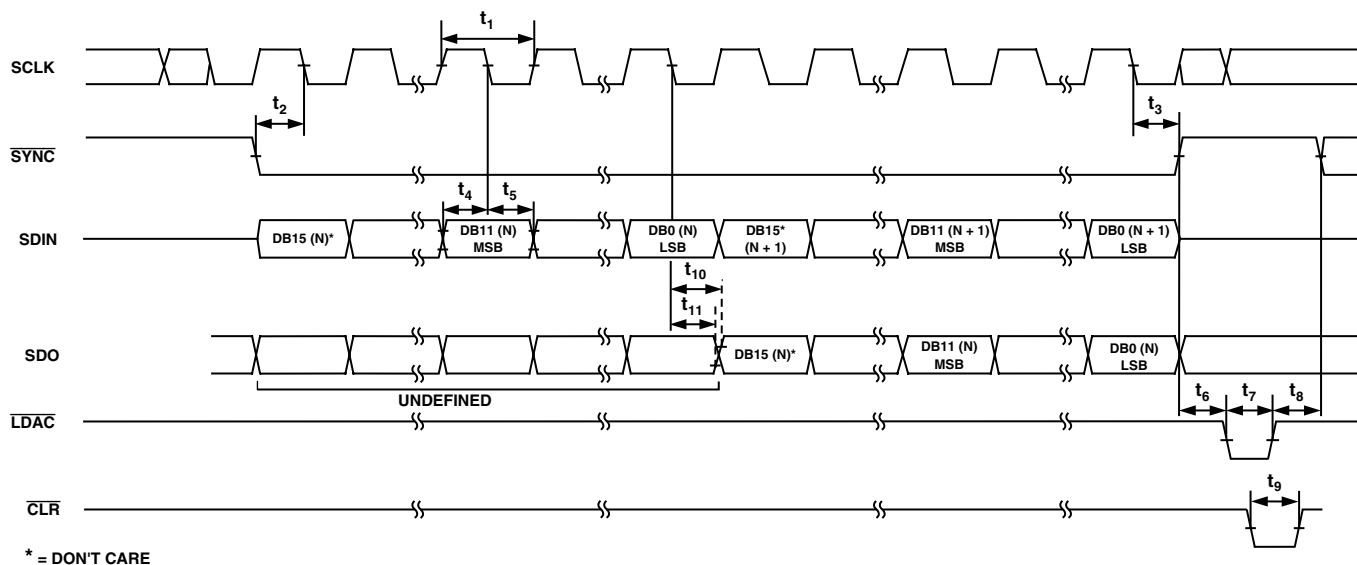 t1
SCLK
t2
t3
SYNC
t4 t5
SDIN
DB15 (N)*
DB11 (N)
MSB
DB0 (N)
LSB
DB15*
(N + 1)
DB11 (N + 1)
MSB
DB0 (N + 1)
LSB
t10
t11
SDO
DB15 (N)*
DB11 (N)
MSB
DB0 (N)
LSB
UNDEFINED
t6 t7 t8
LDAC
t9
CLR
* = DON'T CARE